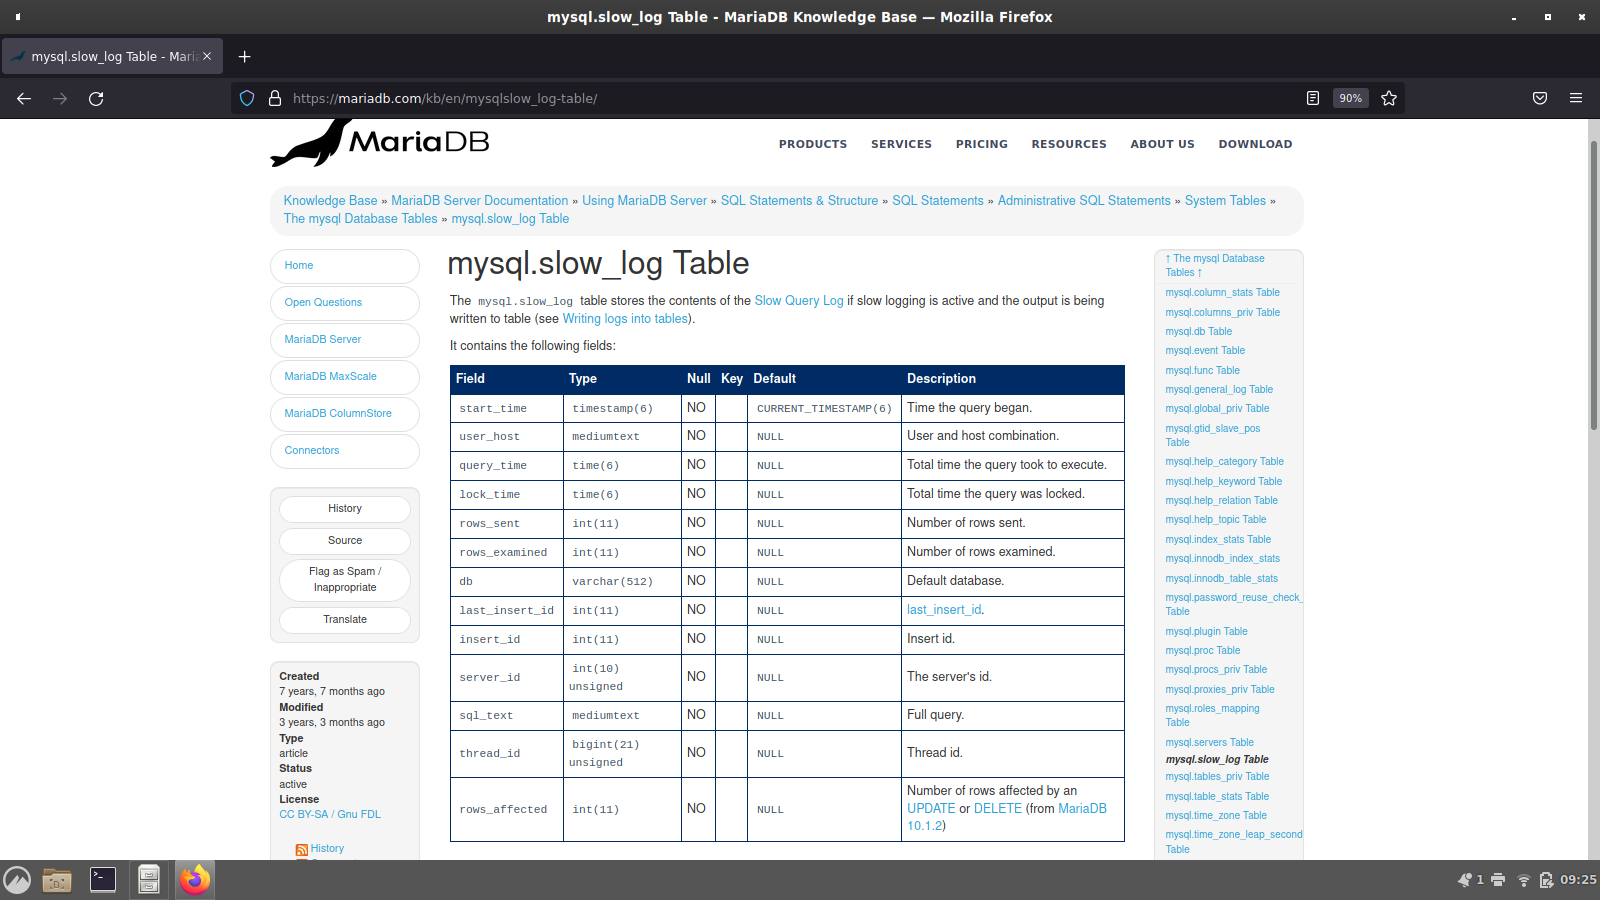 mysql.slow_log Table - MariaDB Knowledge Base — Mozilla Firefox
mysql.slow_log Table - Maria
https://mariadb.com/kb/en/mysqlslow_log-table/
90%
MariaDB
PRODUCTS SERVICES PRICING RESOURCES ABOUT US DOWNLOAD
Knowledge Base » MariaDB Server Documentation » Using MariaDB Server » SQL Statements & Structure » SQL Statements » Administrative SQL Statements » System Tables »
The mysql Database Tables » mysql.slow_log Table
Home
Open Questions
MariaDB Server
MariaDB MaxScale
MariaDB ColumnStore
Connectors
History
Source
Flag as Spam /
Inappropriate
Translate
Created
7 years, 7 months ago
Modified
3 years, 3 months ago
Type
article
Status
active
License
CC BY-SA / Gnu FDL
History
mysql.slow_log Table
The mysql.slow_log table stores the contents of the Slow Query Log if slow logging is active and the output is being
written to table (see Writing logs into tables).
It contains the following fields:
Field Type Null Key Default Description
start_time timestamp(6) NO CURRENT_TIMESTAMP(6) Time the query began.
user_host mediumtext NO NULL User and host combination.
query_time time(6) NO NULL Total time the query took to execute.
lock_time time(6) NO NULL Total time the query was locked.
rows_sent int(11) NO NULL Number of rows sent.
rows_examined int(11) NO NULL Number of rows examined.
db varchar(512) NO NULL Default database.
last_insert_id int(11) NO NULL last_insert_id.
insert_id int(11) NO NULL Insert id.
server_id int(10) unsigned NO NULL The server's id.
sql_text mediumtext NO NULL Full query.
thread_id bigint(21) unsigned NO NULL Thread id.
rows_affected int(11) NO NULL Number of rows affected by an
UPDATE or DELETE (from MariaDB
10.1.2)
↑ The mysql Database
Tables ↑
mysql.column_stats Table
mysql.columns_priv Table
mysql.db Table
mysql.event Table
mysql.func Table
mysql.general_log Table
mysql.global_priv Table
mysql.gtid_slave_pos
Table
mysql.help_category Table
mysql.help_keyword Table
mysql.help_relation Table
mysql.help_topic Table
mysql.index_stats Table
mysql.innodb_index_stats
mysql.innodb_table_stats
mysql.password_reuse_check_
Table
mysql.plugin Table
mysql.proc Table
mysql.procs_priv Table
mysql.proxies_priv Table
mysql.roles_mapping
Table
mysql.servers Table
mysql.slow_log Table
mysql.tables_priv Table
mysql.table_stats Table
mysql.time_zone Table
mysql.time_zone_leap_second
Table
1
09:25